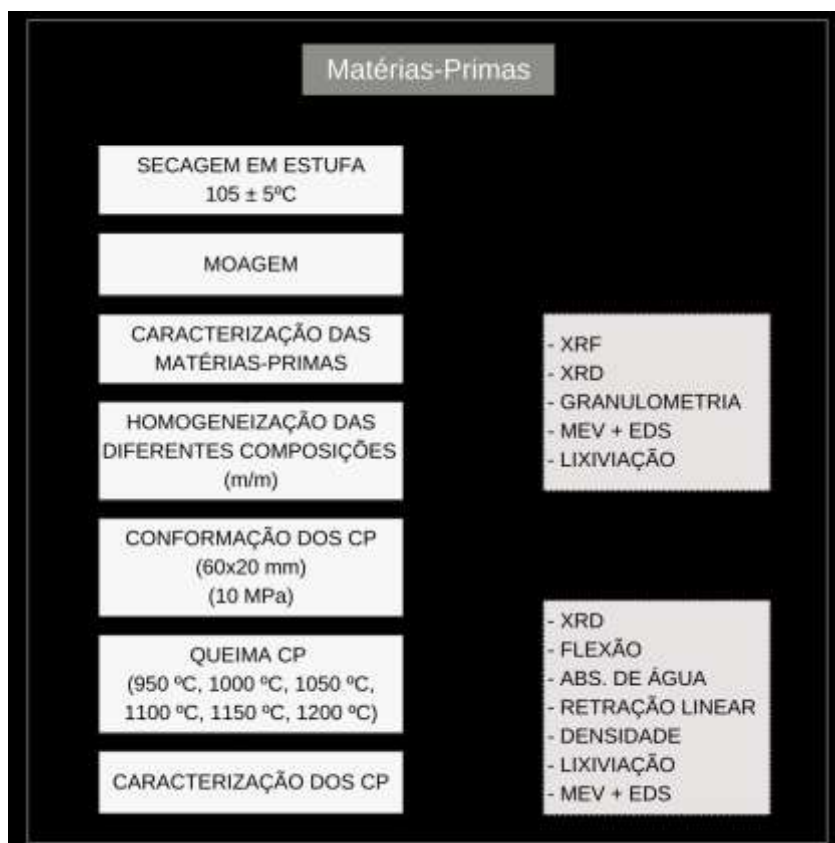 Matérias-Primas
SECAGEM EM ESTUFA
105 ± 5ºC
MOAGEM
CARACTERIZAÇÃO DAS
MATÉRIAS-PRIMAS
HOMOGENEIZAÇÃO DAS
DIFERENTES COMPOSIÇÕES
(m/m)
CONFORMAÇÃO DOS CP
(60x20 mm)
(10 MPa)
QUEIMA CP
(950 ºC, 1000 ºC, 1050 ºC,
1100 ºC, 1150 ºC, 1200 ºC)
CARACTERIZAÇÃO DOS CP
- XRF
- XRD
- GRANULOMETRIA
- MEV + EDS
- LIXIVIAÇÃO
- XRD
- FLEXÃO
- ABS. DE ÁGUA
- RETRAÇÃO LINEAR
- DENSIDADE
- LIXIVIAÇÃO
- MEV + EDS